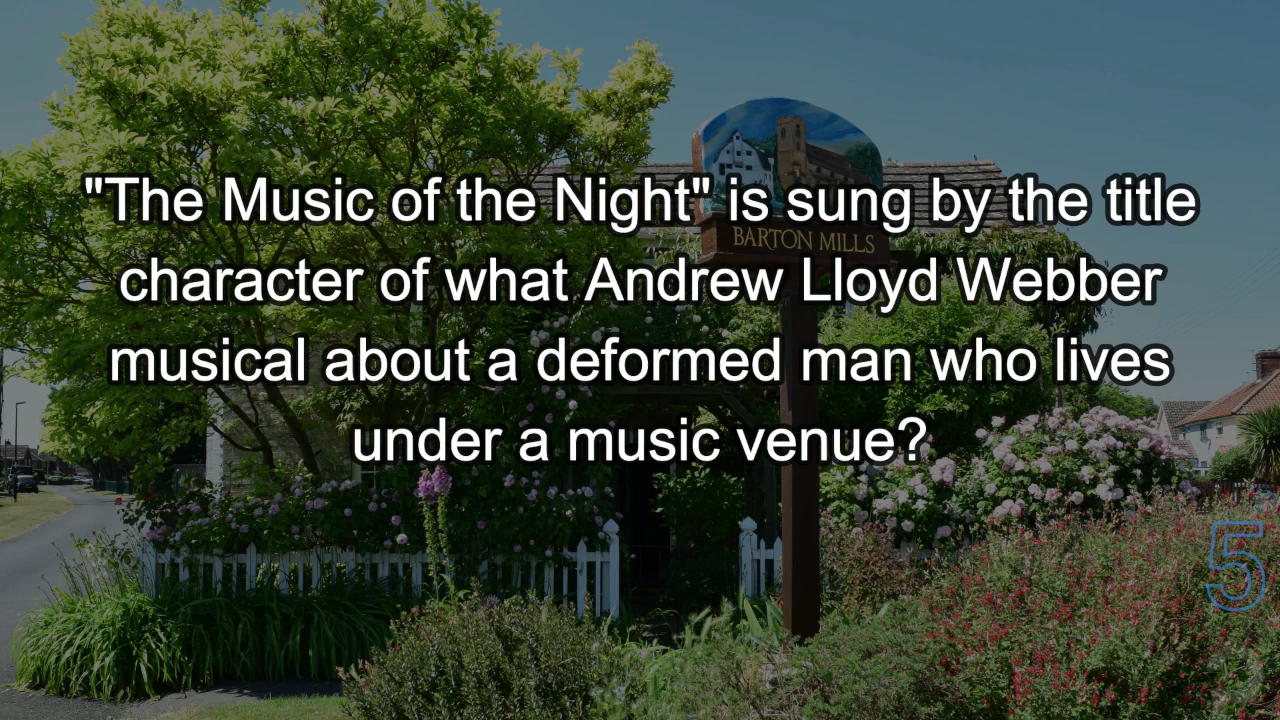 "The Music of the Night" is sung by the title
BARTON MILLS
character of what Andrew Lloyd Webber
musical about a deformed man who lives
under a music venue?
5